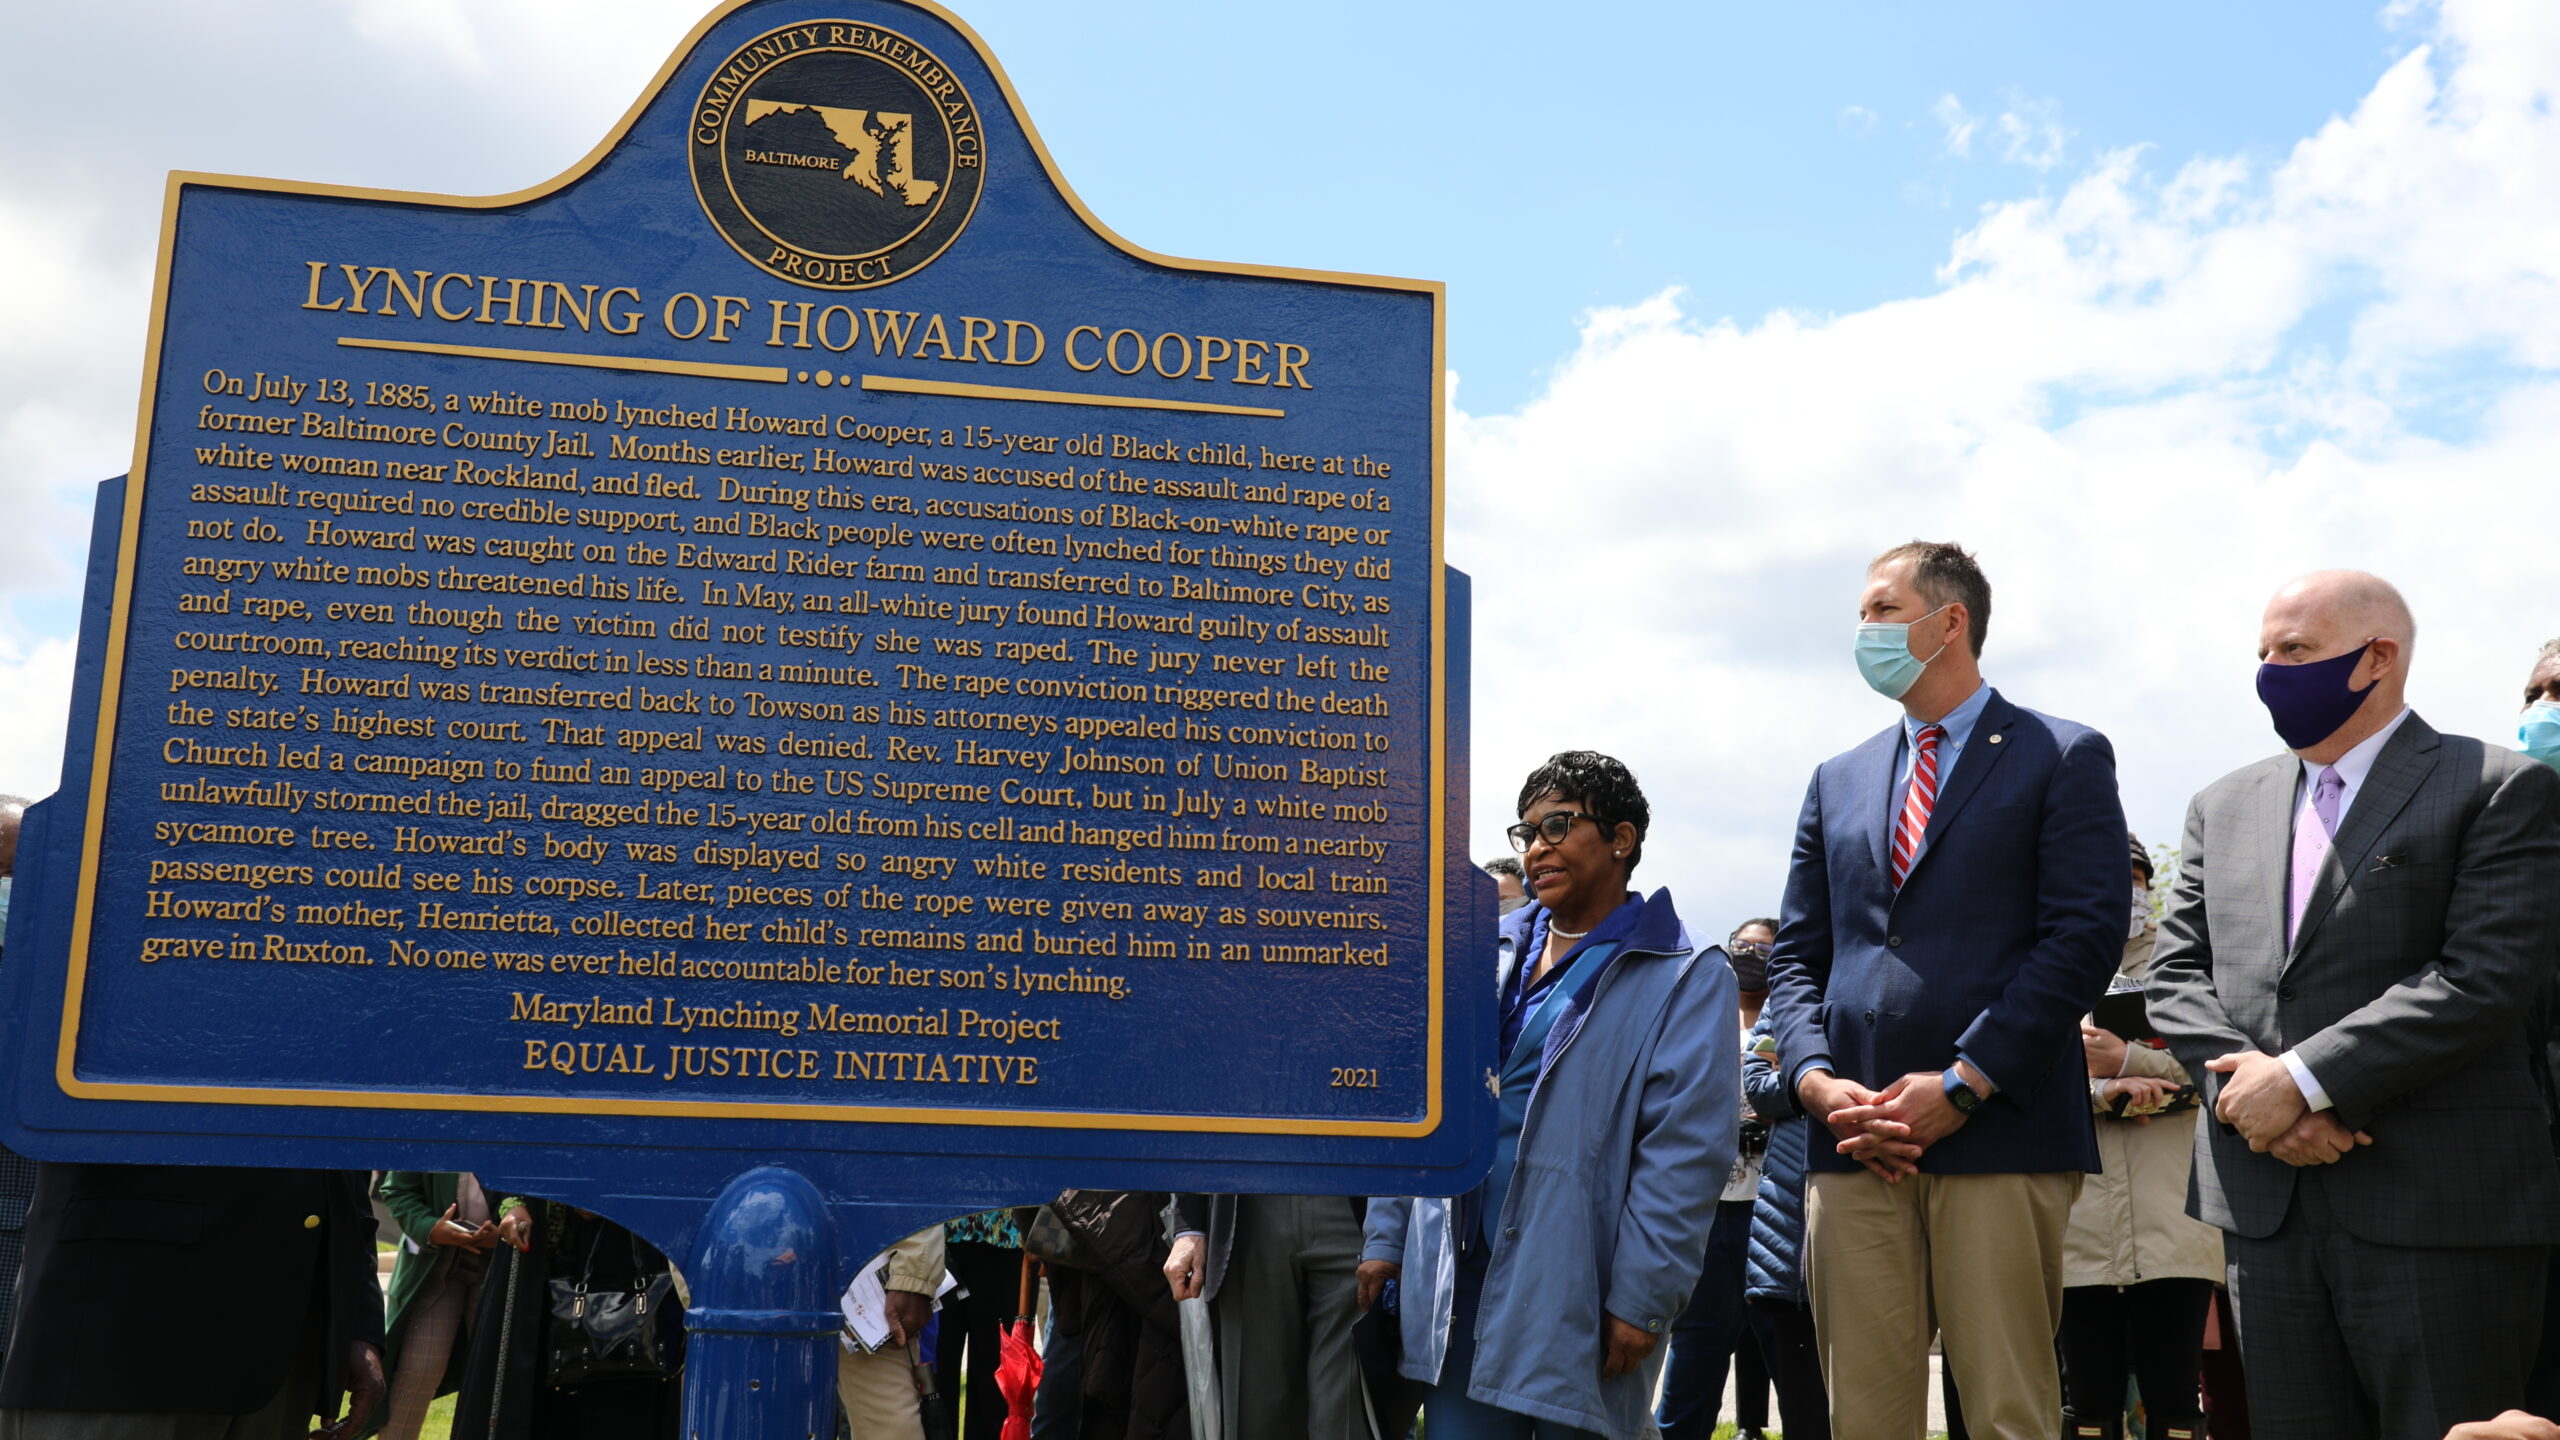 COMMUNITY REMEMBRANCE
BALTIMORE
PROJECT
LYNCHING OF HOWARD COOPER
On July 13, 1885, a white mob lynched Howard Cooper, a 15-year old Black child, here at the
former Baltimore County Jail. Months earlier, Howard was accused of the assault and rape of a
white woman near Rockland, and fled. During this era, accusations of Black-on-white rape or
assault required no credible support, and Black people were often lynched for things they did
not do. Howard was caught on the Edward Rider farm and transferred to Baltimore City, as
angry white mobs threatened his life. In May, an all-white jury found Howard guilty of assault
and rape, even though the victim did not testify she was raped. The jury never left the
courtroom, reaching its verdict in less than a minute. The rape conviction triggered the death
penalty. Howard was transferred back to Towson as his attorneys appealed his conviction to
the state's highest court. That appeal was denied. Rev. Harvey Johnson of Union Baptist
Church led a campaign to fund an appeal to the US Supreme Court, but in July a white mob
unlawfully stormed the jail, dragged the 15-year old from his cell and hanged him from a nearby
sycamore tree. Howard's body was displayed so angry white residents and local train
passengers could see his corpse. Later, pieces of the rope were given away as souvenirs.
Howard's mother, Henrietta, collected her child's remains and buried him in an unmarked
grave in Ruxton. No one was ever held accountable for her son's lynching.
Maryland Lynching Memorial Project
EQUAL JUSTICE INITIATIVE
2021